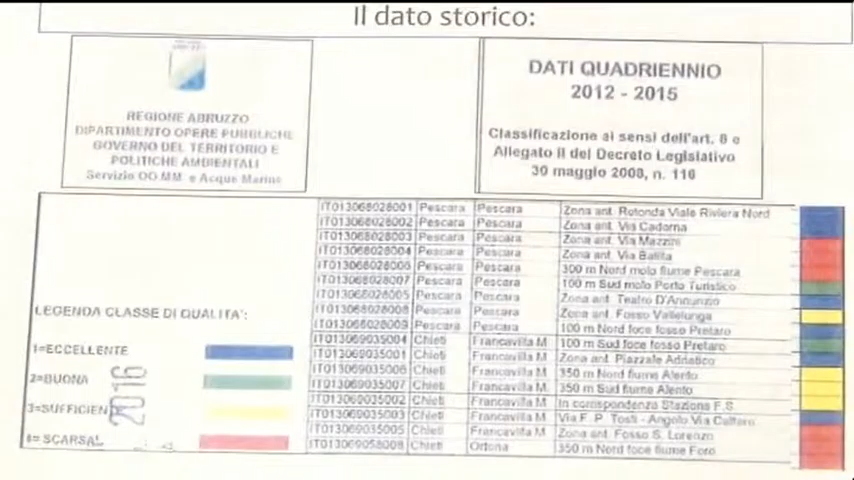 Il dato storico:
REGIONE ABRUZZO
DIPARTIMENTO OPERE PUBBLICHE
GOVERNO DEL TERRITORIO E
POLITICHE AMBIENTALI
Servizio OO.MM. e Acque Marine
DATI QUADRIENNIO
2012 - 2015
Classificazione ai sensi dell'art. 8 e
Allegato II del Decreto Legislativo
30 maggio 2008, n. 116
IT013068028001 Pescara Pescara Zona ant. Rotonda Viale Riviera Nord
IT013068028002 Pescara Pescara Zona ant. Via Cadorna
IT013068028003 Pescara Pescara Zona ant. Via Mazzini
IT013068028004 Pescara Pescara Zona ant. Via Balilla
IT013068028006 Pescara Pescara 300 m Nord molo fiume Pescara
IT013068028007 Pescara Pescara 100 m Sud molo Porto Turistico
IT013068028005 Pescara Pescara Zona ant. Teatro D'Annunzio
IT013068028008 Pescara Pescara Zona ant. Fosso Vallelunga
IT013068028009 Pescara Pescara 100 m Nord foce fosso Pretaro
IT013069035004 Chieti Francavilla M. 100 m Sud foce fosso Pretaro
IT013069035001 Chieti Francavilla M. Zona ant. Piazzale Adriatico
IT013069035006 Chieti Francavilla M. 350 m Nord fiume Alento
IT013069035007 Chieti Francavilla M. 350 m Sud fiume Alento
IT013069035002 Chieti Francavilla M. In corrispondenza Stazione F.S.
IT013069035003 Chieti Francavilla M. Via F. P. Tosti - Angolo Via
IT013069035005 Chieti Francavilla M. Zona ant. Fosso S. Lorenzo
IT013069058008 Chieti Ortona 350 m Nord foce fiume Foro
LEGENDA CLASSE DI QUALITA':
1=ECCELLENTE
2=BUONA
3=SUFFICIEN
SCARSA
2016